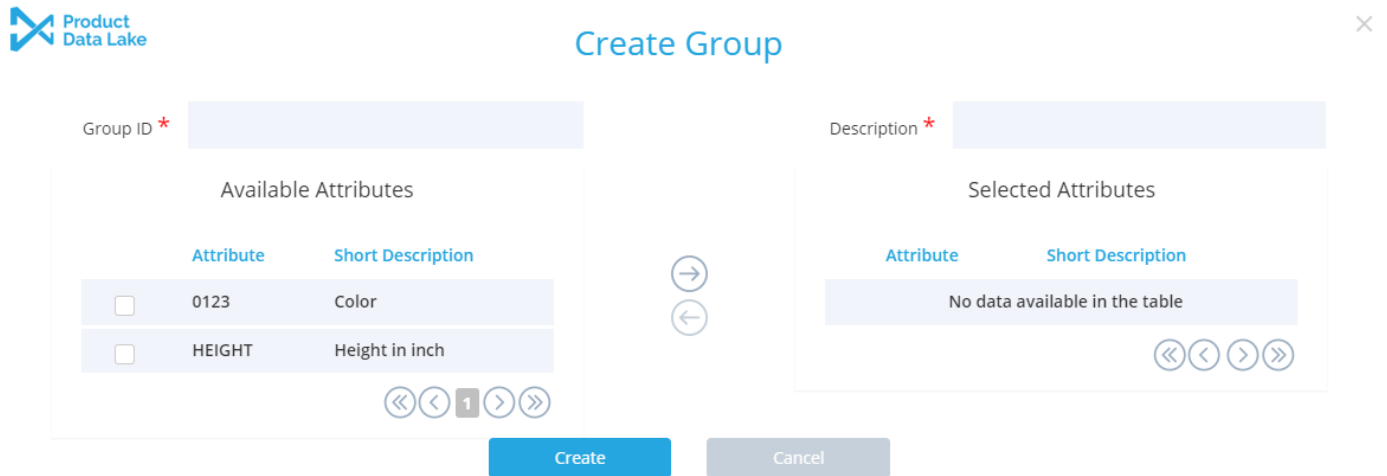 Product
Data Lake
Create Group
Group ID *
Description *
Available Attributes
Selected Attributes
Attribute Short Description
Attribute Short Description
0123 Color
No data available in the table
HEIGHT Height in inch
1
Create
Cancel